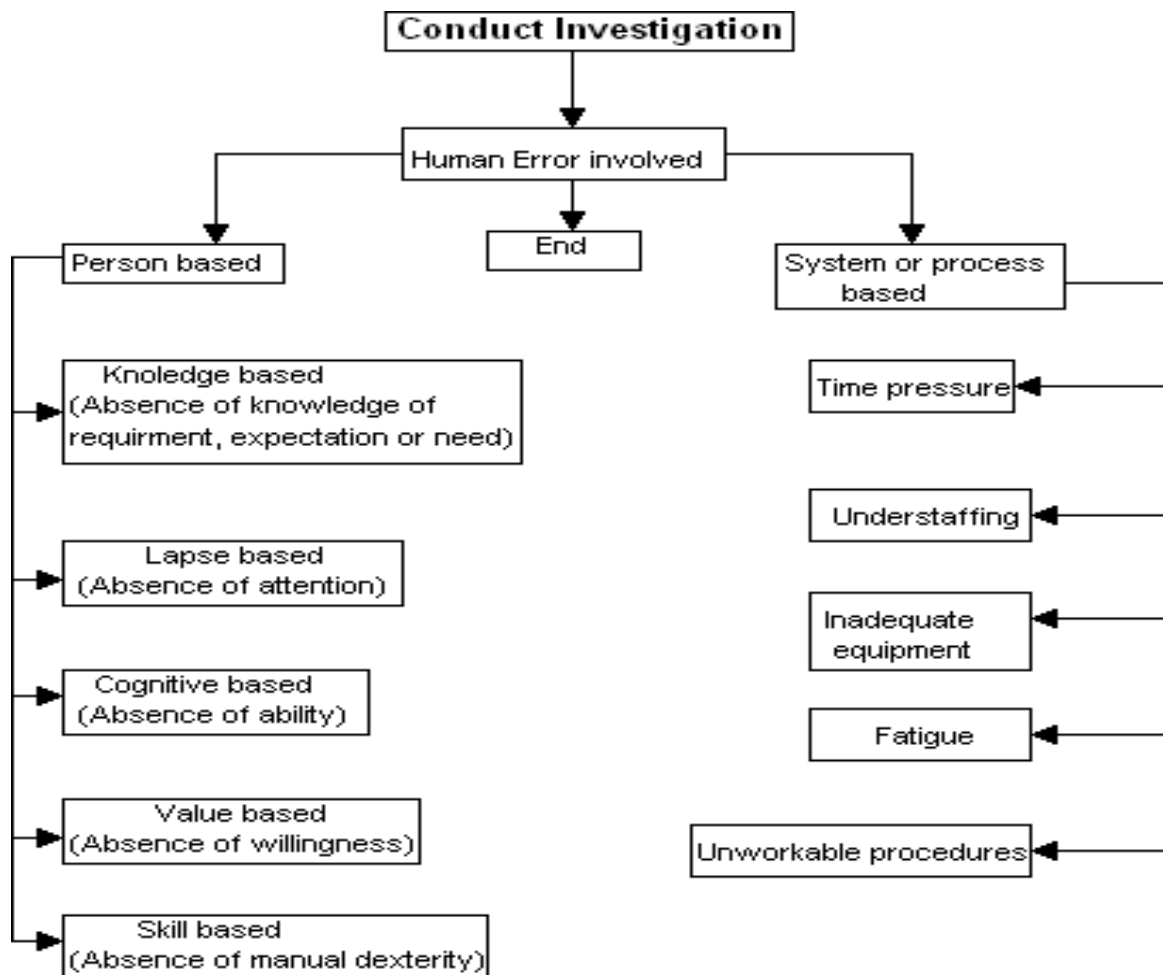 Conduct Investigation
Human Error involved
Person based
End
System or process
based
Knoledge based
(Absence of knowledge of
requirment, expectation or need)
Lapse based
(Absence of attention)
Cognitive based
(Absence of ability)
Value based
(Absence of willingness)
Skill based
(Absence of manual dexterity)
Time pressure
Understaffing
Inadequate
equipment
Fatigue
Unworkable procedures